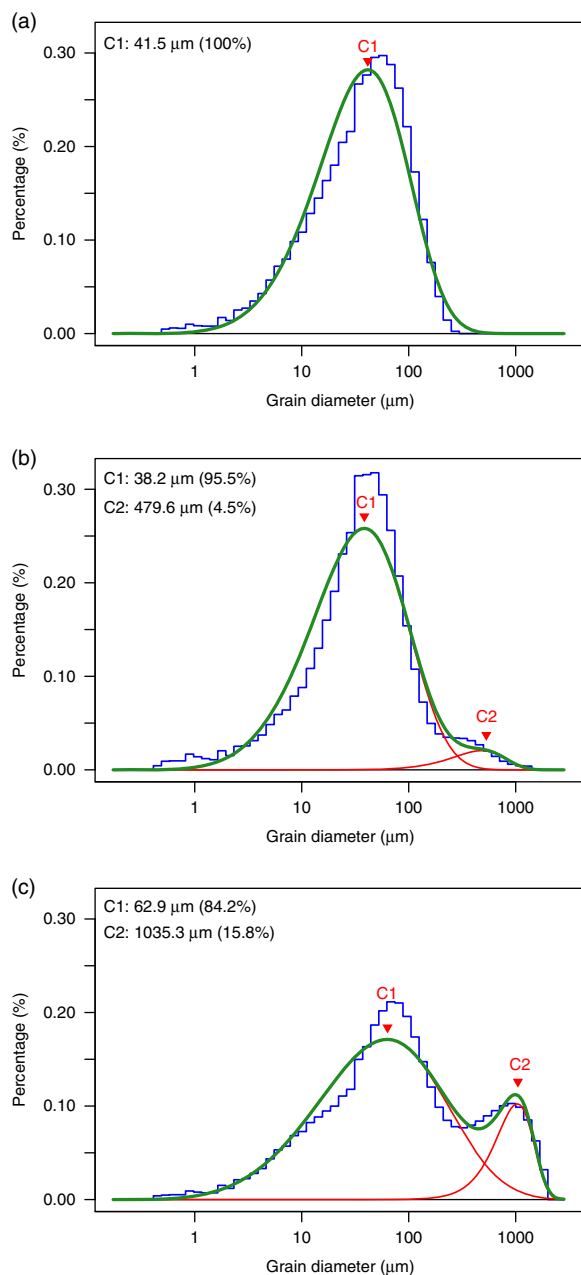 (a)
C1: 41.5 μm (100%)
C1
0.30
0.20
0.10
0.00
Percentage (%)
1 10 100 1000
Grain diameter (μm)
(b)
C1: 38.2 μm (95.5%)
C2: 479.6 μm (4.5%)
C1
C2
0.30
0.20
0.10
0.00
Percentage (%)
1 10 100 1000
Grain diameter (μm)
(c)
C1: 62.9 μm (84.2%)
C2: 1035.3 μm (15.8%)
C1
C2
0.30
0.20
0.10
0.00
Percentage (%)
1 10 100 1000
Grain diameter (μm)